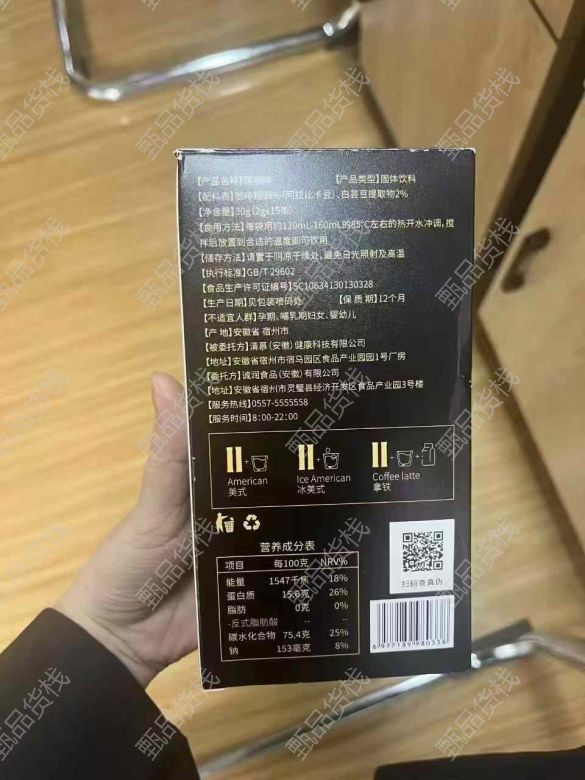 【产品名称】
【产品类型】固体饮料
【配料表】咖啡粉98%(阿拉比卡豆)、白芸豆提取物2%
【净含量】30g(2g×15条)
【食用方法】每袋用约120mL-160mL的85℃左右的热开水冲调,搅
拌后放置到合适的温度即可饮用
【储存方法】请置于阴凉干燥处,避免日光照射及高温
【执行标准】GB/T 29602
【食品生产许可证编号】SC10634130130328
【生产日期】见包装喷码处
【保 质 期】12个月
【不适宜人群】孕期、哺乳期妇女、婴幼儿
【产 地】安徽省 宿州市
【被委托方】清慕(安徽)健康科技有限公司
【地址】安徽省宿州市宿马园区食品产业园园1号厂房
【委托方】诚润食品(安徽)有限公司
【地址】安徽省宿州市灵璧县经济开发区食品产业园3号楼
【服务热线】0557-5555558
【服务时间】8:00-22:00
American
美式
Ice American
冰美式
Coffee latte
拿铁
营养成分表
项目 每100克 NRV%
能量 1547千焦 18%
蛋白质 15.6克 26%
脂肪 0克 0%
-反式脂肪酸 -- --
碳水化合物 75.4克 25%
钠 153毫克 8%
扫码查真伪
6977189980338
甄品货栈